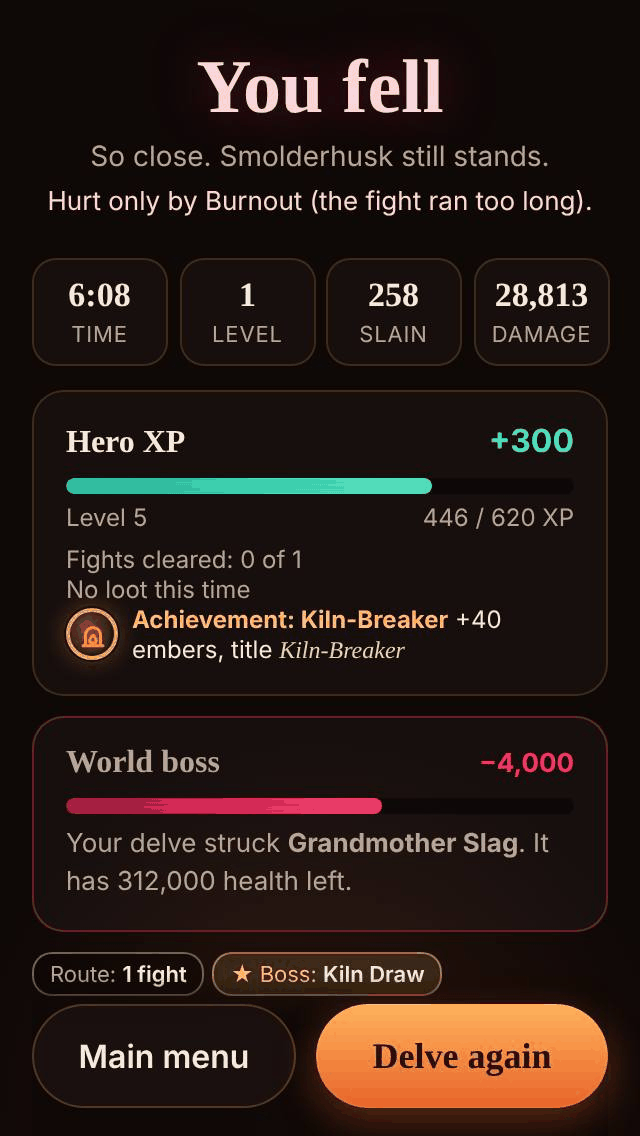 You fell
So close. Smolderhusk still stands.
Hurt only by Burnout (the fight ran too long).
6:08 1 258 28,813
TIME LEVEL SLAIN DAMAGE
Hero XP +300
Level 5 446 / 620 XP
Fights cleared: 0 of 1
No loot this time
Achievement: Kiln-Breaker +40
embers, title Kiln-Breaker
World boss −4,000
Your delve struck Grandmother Slag. It
has 312,000 health left.
Route: 1 fight ★ Boss: Kiln Draw
Main menu Delve again